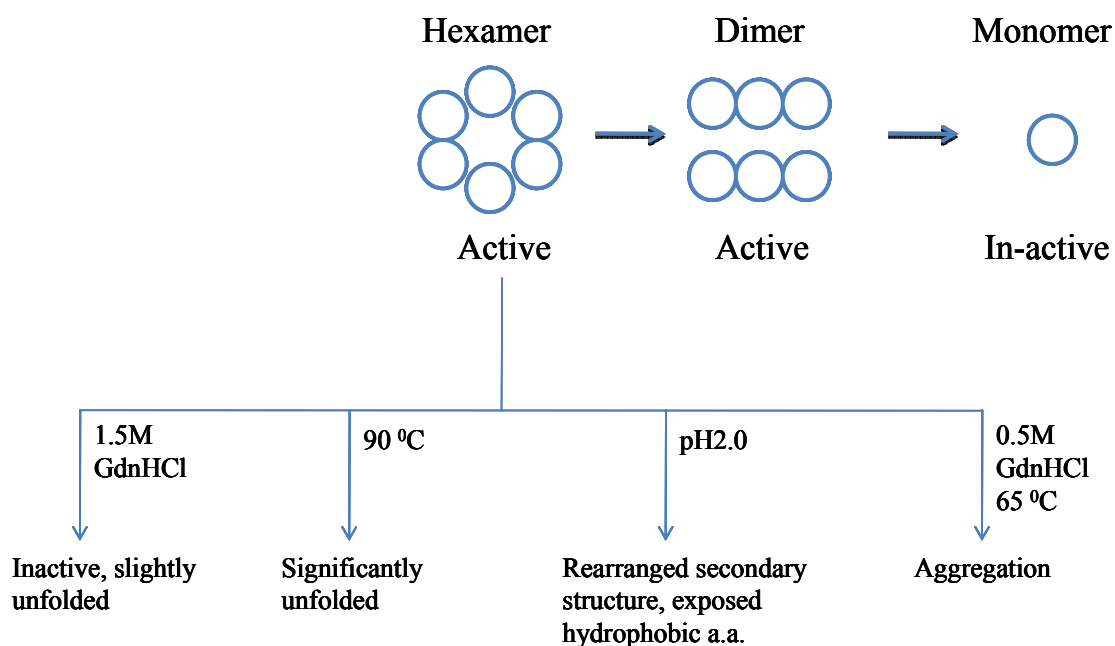 Hexamer
Dimer
Monomer
Active
Active
In-active
1.5M
GdnHCl
90 ⁰C
pH2.0
0.5M
GdnHCl
65 ⁰C
Inactive, slightly
unfolded
Significantly
unfolded
Rearranged secondary
structure, exposed
hydrophobic a.a.
Aggregation